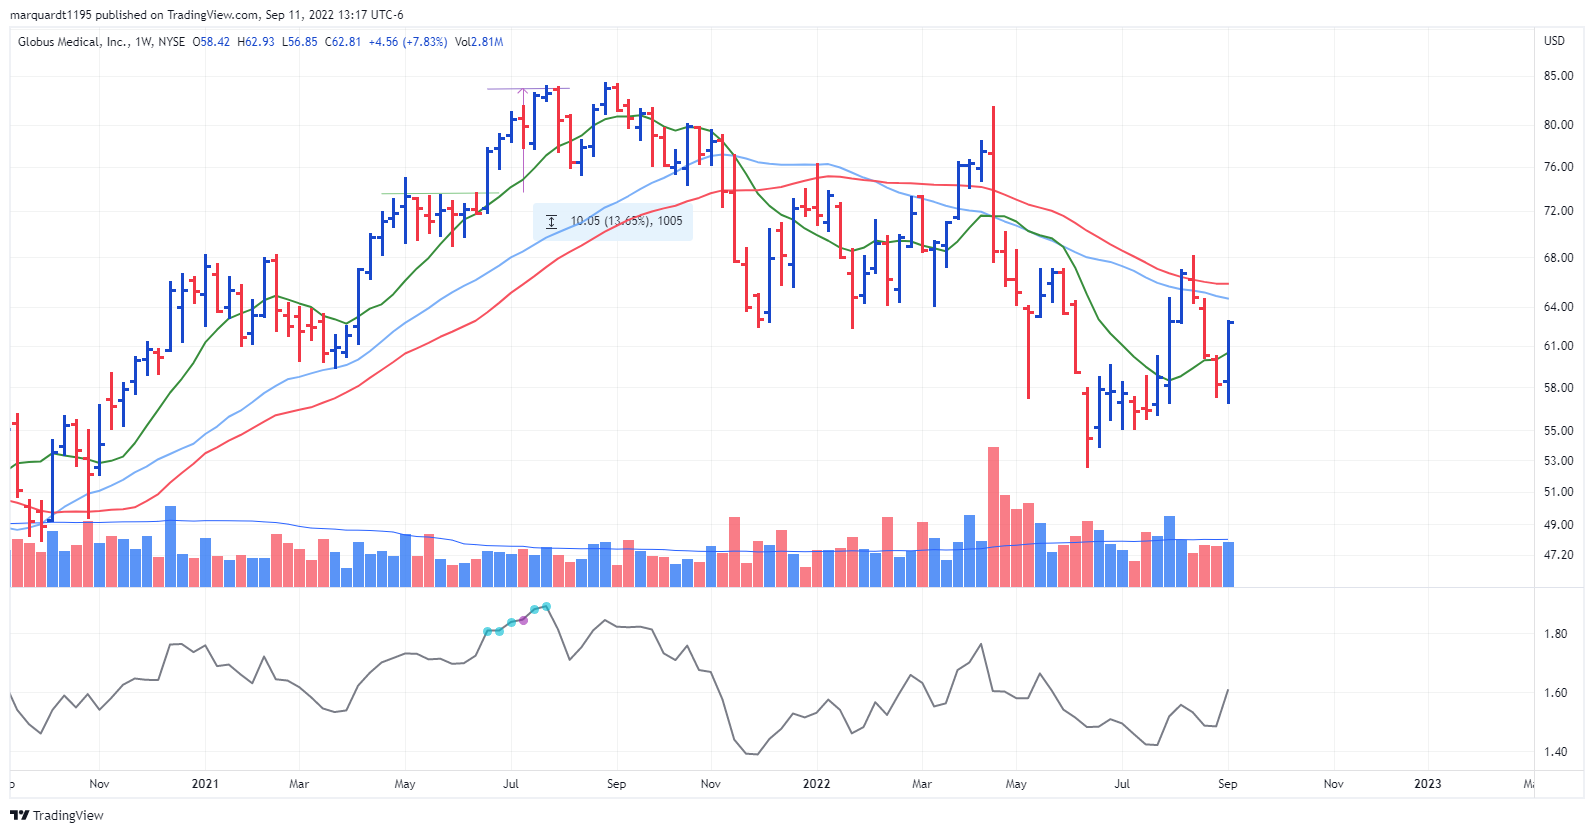 marquardt1195 published on TradingView.com, Sep 11, 2022 13:17 UTC-6
Globus Medical, Inc., 1W, NYSE O58.42 H62.93 L56.85 C62.81 +4.56 (+7.83%) Vol2.81M
USD
85.00
80.00
76.00
72.00
10.05 (13.65%), 1005
68.00
64.00
61.00
58.00
55.00
53.00
51.00
49.00
47.20
1.80
1.60
1.40
Nov 2021 Mar May Jul Sep Nov 2022 Mar May Jul Sep Nov 2023
TradingView